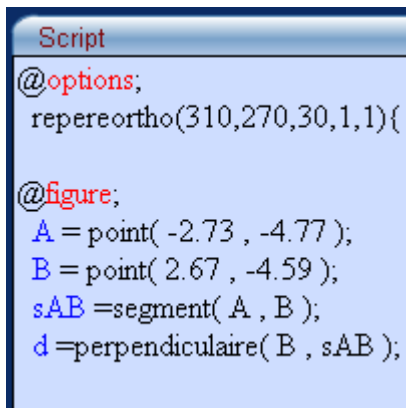 Script
@options;
repereortho(310,270,30,1,1){
@figure;
A = point( -2.73 , -4.77 );
B = point( 2.67 , -4.59 );
sAB =segment( A , B );
d =perpendiculaire( B , sAB );